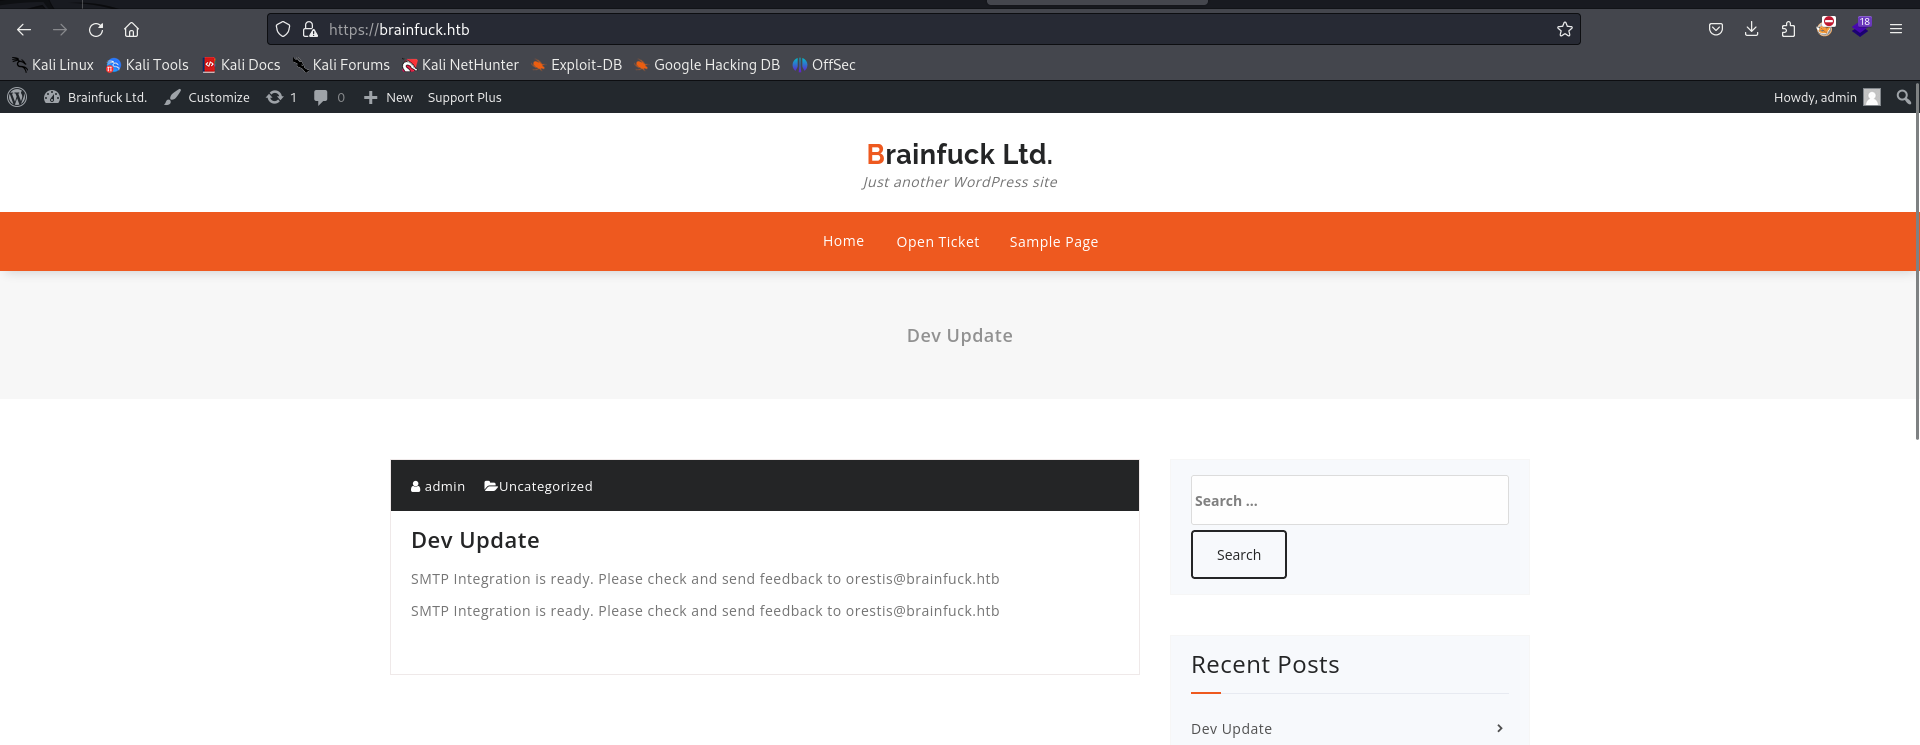 https://brainfuck.htb
18
Kali Linux Kali Tools Kali Docs Kali Forums Kali NetHunter Exploit-DB Google Hacking DB OffSec
Brainfuck Ltd. Customize 1 0 New Support Plus Howdy, admin
Brainfuck Ltd.
Just another WordPress site
Home Open Ticket Sample Page
Dev Update
admin Uncategorized
Dev Update
SMTP Integration is ready. Please check and send feedback to orestis@brainfuck.htb
SMTP Integration is ready. Please check and send feedback to orestis@brainfuck.htb
Search ...
Search
Recent Posts
Dev Update